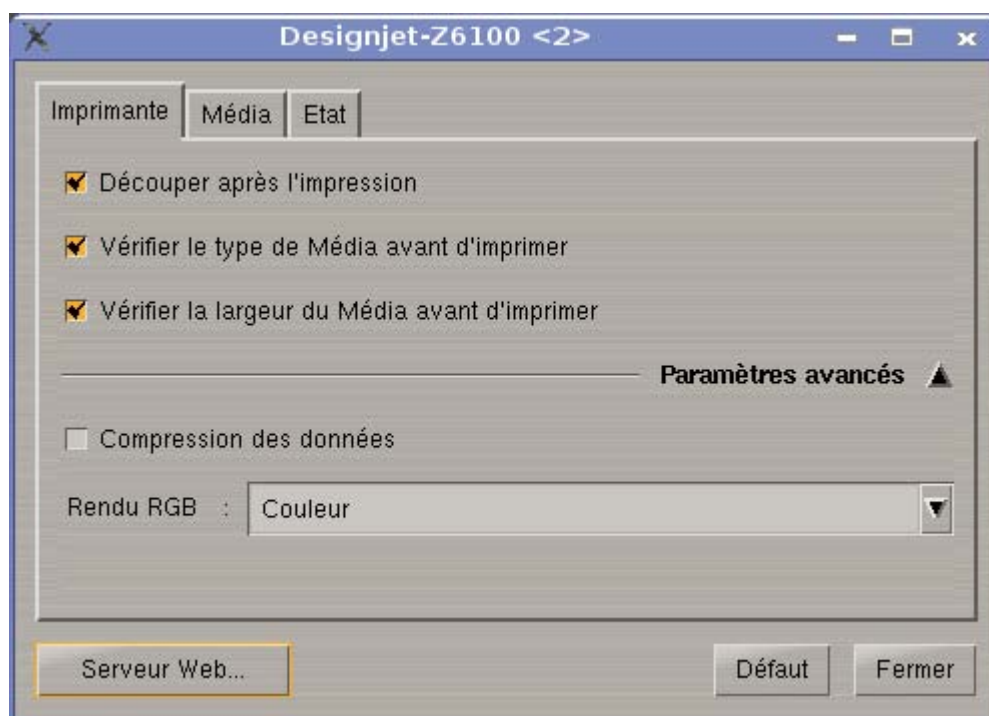 Designjet-Z6100 <2>
Imprimante Média Etat
Découper après l'impression
Vérifier le type de Média avant d'imprimer
Vérifier la largeur du Média avant d'imprimer
Paramètres avancés
Compression des données
Rendu RGB : Couleur
Serveur Web... Défaut Fermer